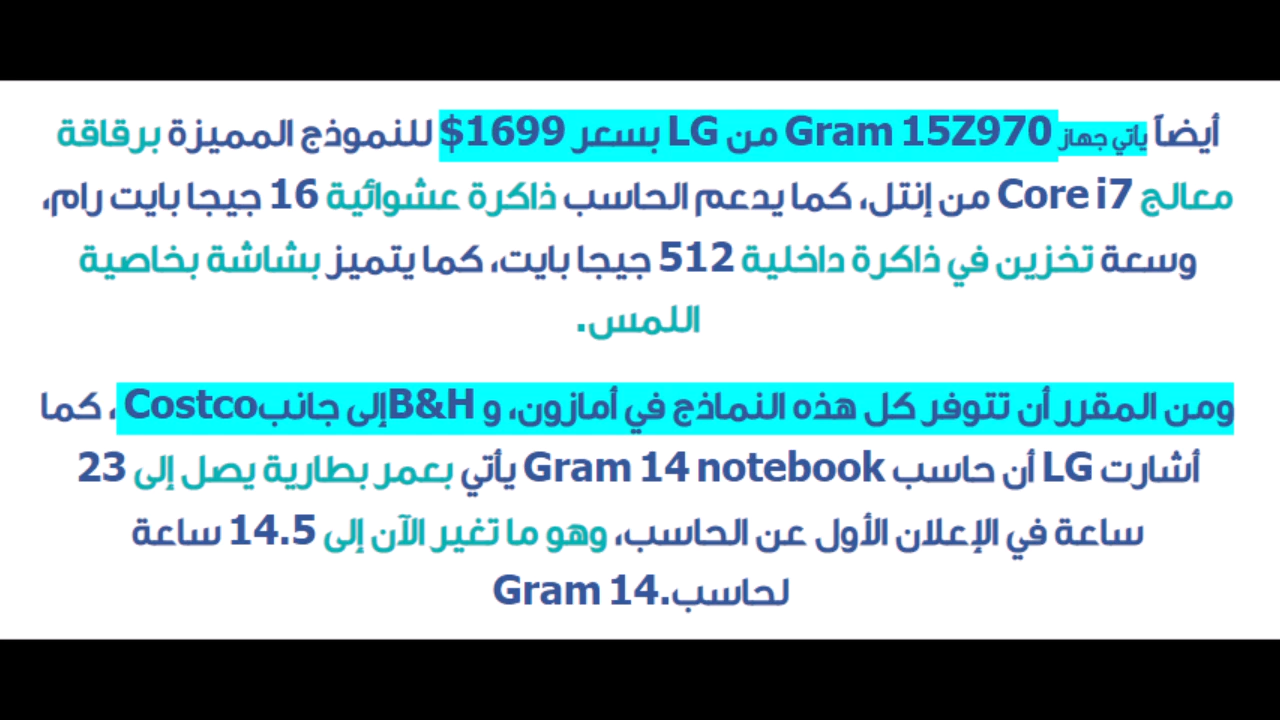 أيضاً يأتي جهاز Gram 15Z970 من LG بسعر 1699$ للنموذج المميزة برقاقة
معالج Core i7 من إنتل، كما يدعم الحاسب ذاكرة عشوائية 16 جيجا بايت رام،
وسعة تخزين في ذاكرة داخلية 512 جيجا بايت، كما يتميز بشاشة بخاصية
اللمس.
ومن المقرر أن تتوفر كل هذه النماذج في أمازون، و B&Hإلى جانبCostco ، كما
أشارت LG أن حاسب Gram 14 notebook يأتي بعمر بطارية يصل إلى 23
ساعة في الإعلان الأول عن الحاسب، وهو ما تغير الآن إلى 14.5 ساعة
لحاسب.Gram 14